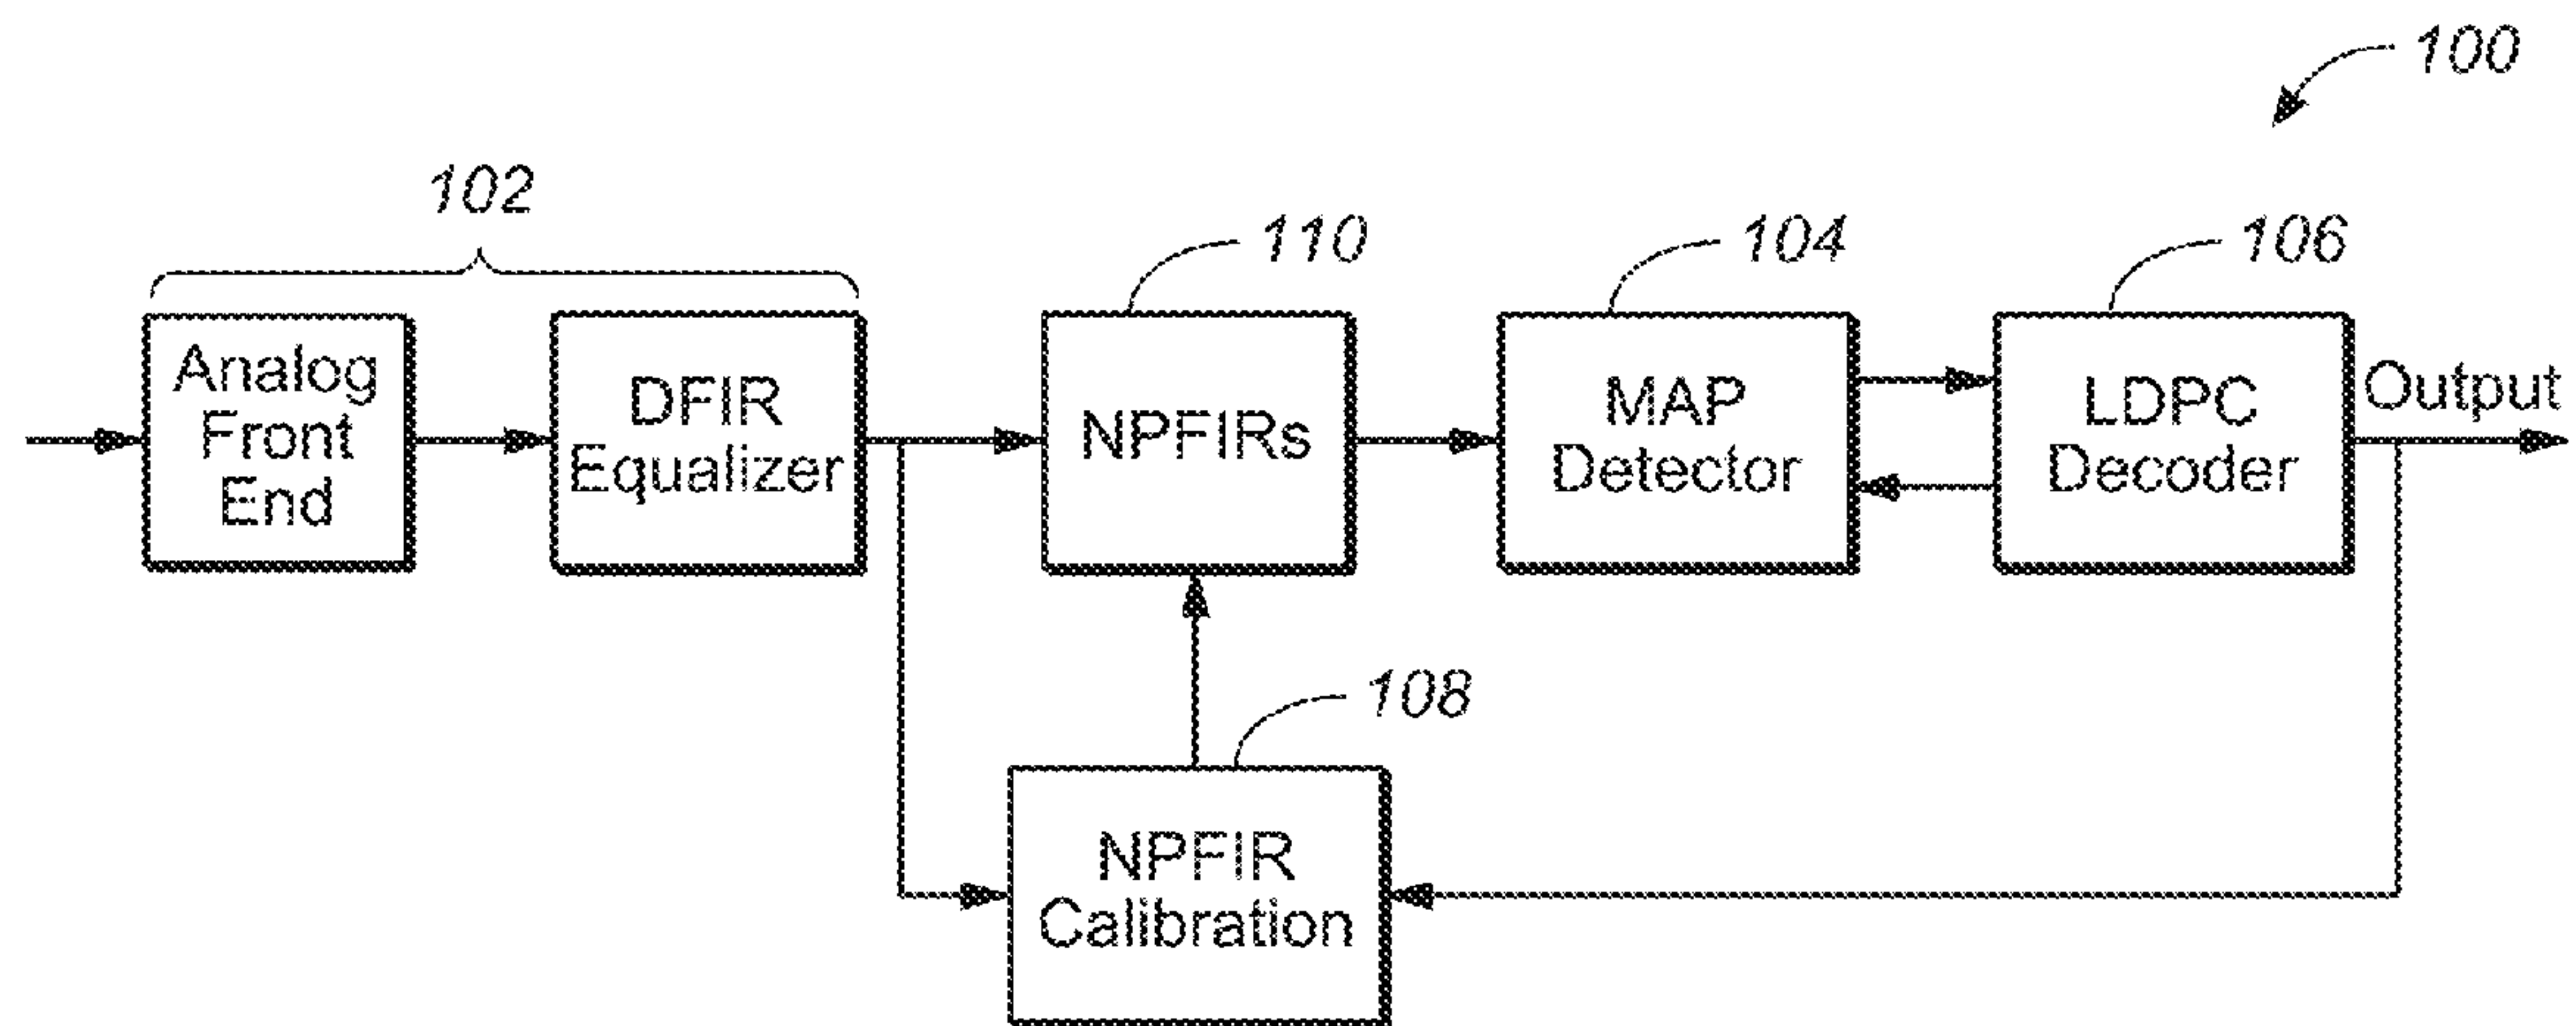 100
102
110
104
106
Analog
Front
End
DFIR
Equalizer
NPFIRs
MAP
Detector
LDPC
Decoder
Output
108
NPFIR
Calibration